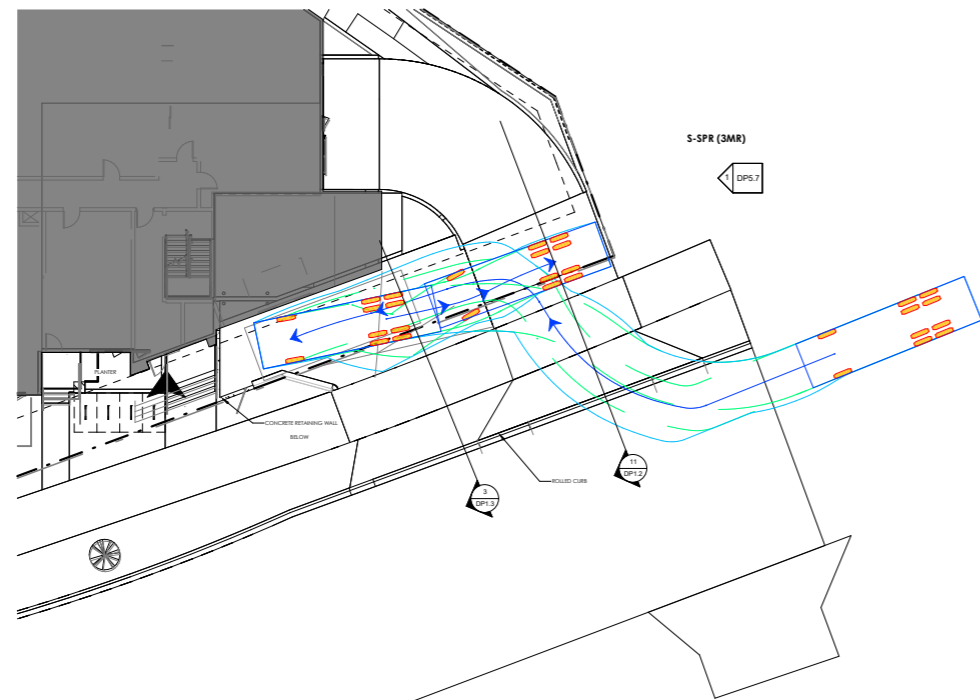 S-SPR (3MR)
1 DP5.7
PLANTER
CONCRETE RETAINING WALL
BELOW
ROLLED CURB
11
DP1.2
3
DP1.3